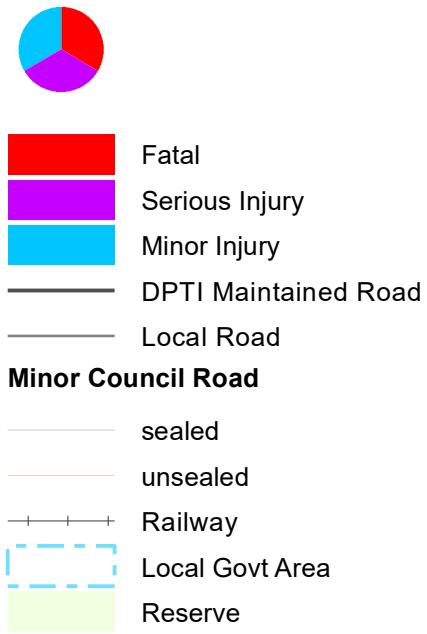 Fatal
Serious Injury
Minor Injury
DPTI Maintained Road
Local Road
Minor Council Road
sealed
unsealed
Railway
Local Govt Area
Reserve